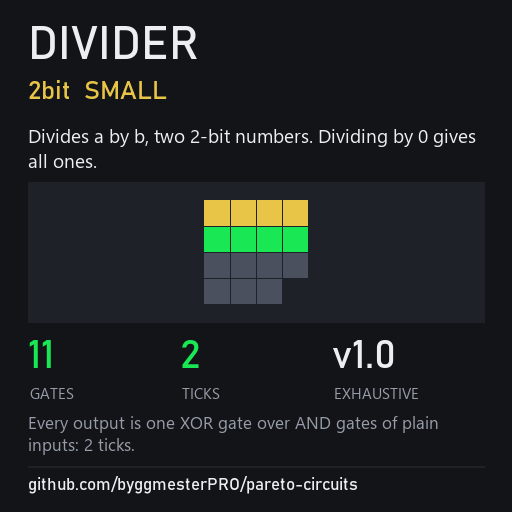 DIVIDER
2bit SMALL
Divides a by b, two 2-bit numbers. Dividing by 0 gives
all ones.
11 2 v1.0
GATES TICKS EXHAUSTIVE
Every output is one XOR gate over AND gates of plain
inputs: 2 ticks.
github.com/byggmesterPRO/pareto-circuits